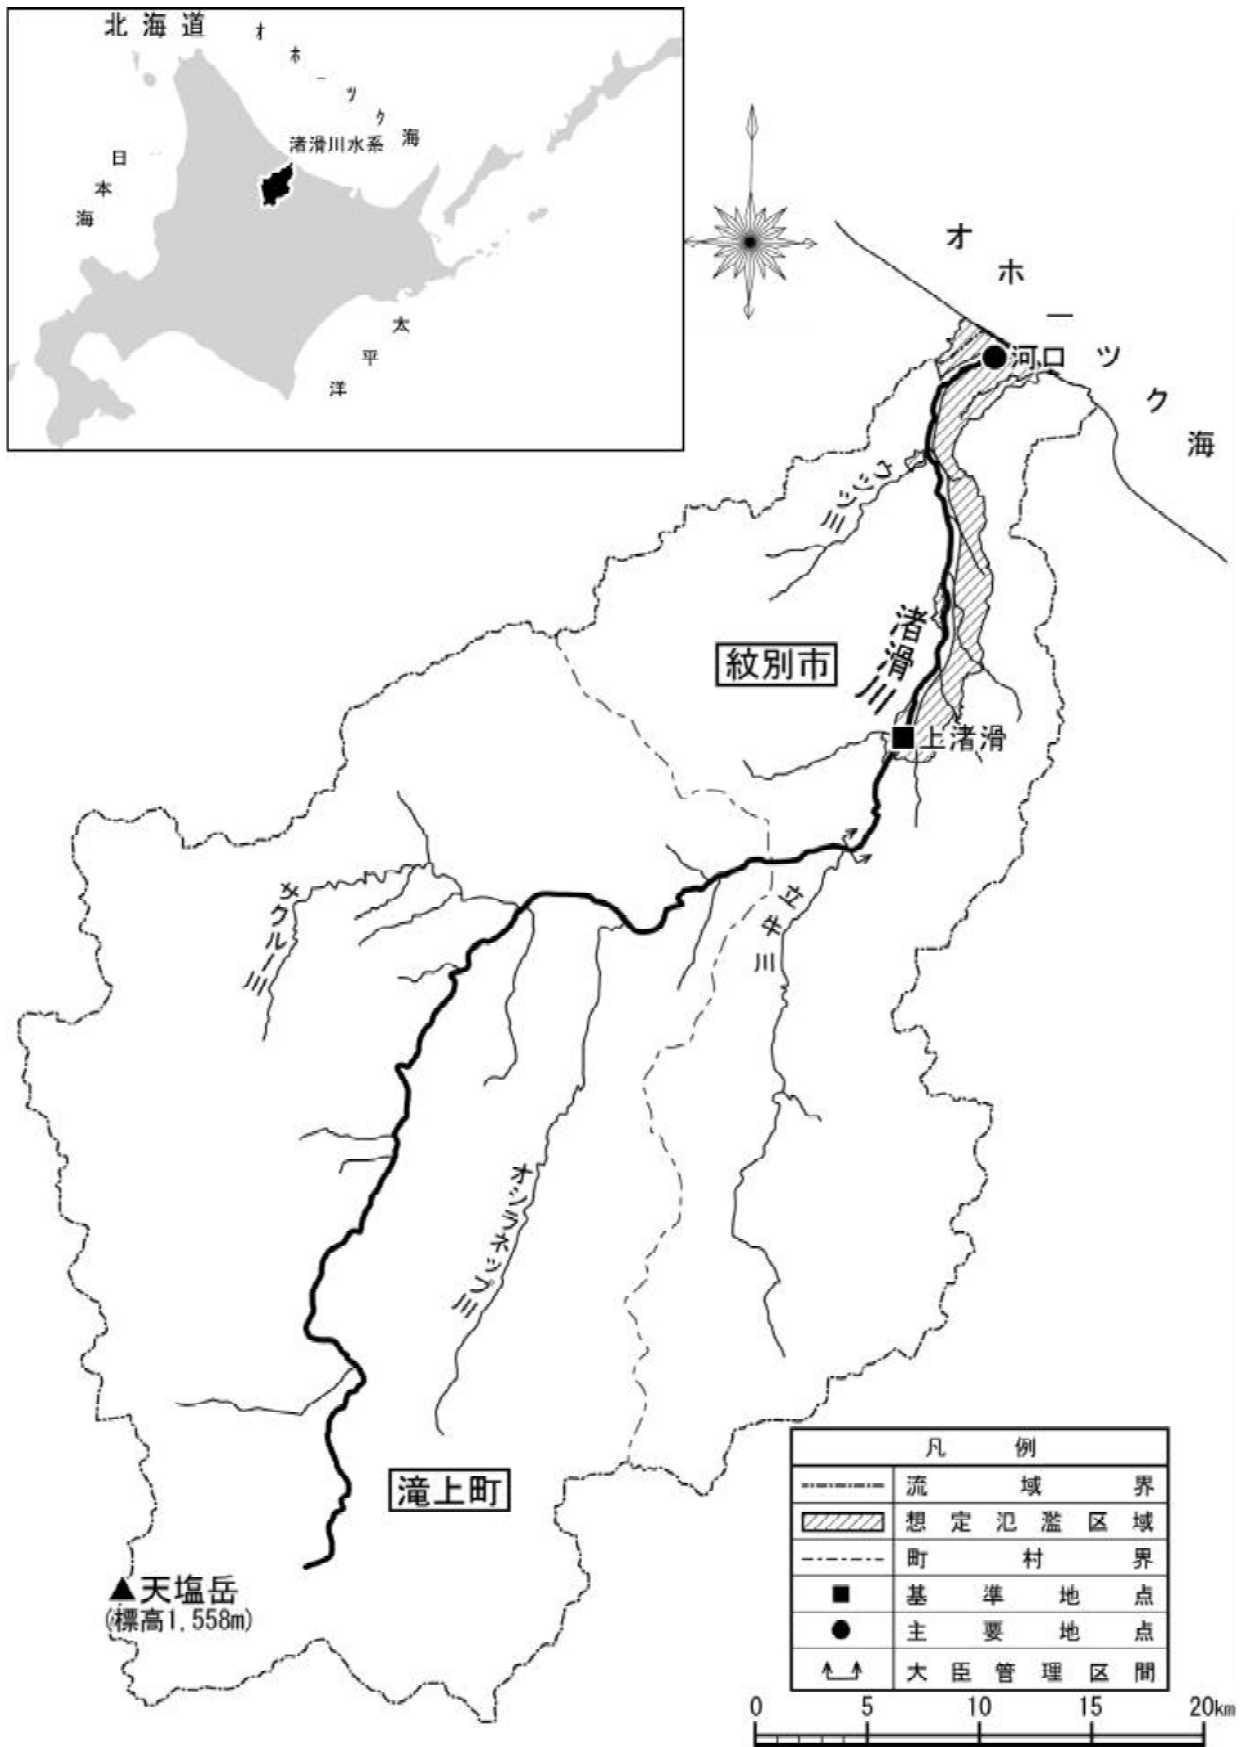 北海道
オホーツク海
渚滑川水系
日本海
太平洋
オホーツク海
河口
ウツツ川
渚滑川
紋別市
上渚滑
サクルー川
立牛川
オシラネップ川
滝上町
天塩岳
(標高1,558m)
凡例
流域界
想定氾濫区域
町村界
基準地点
主要地点
大臣管理区間
0 5 10 15 20km